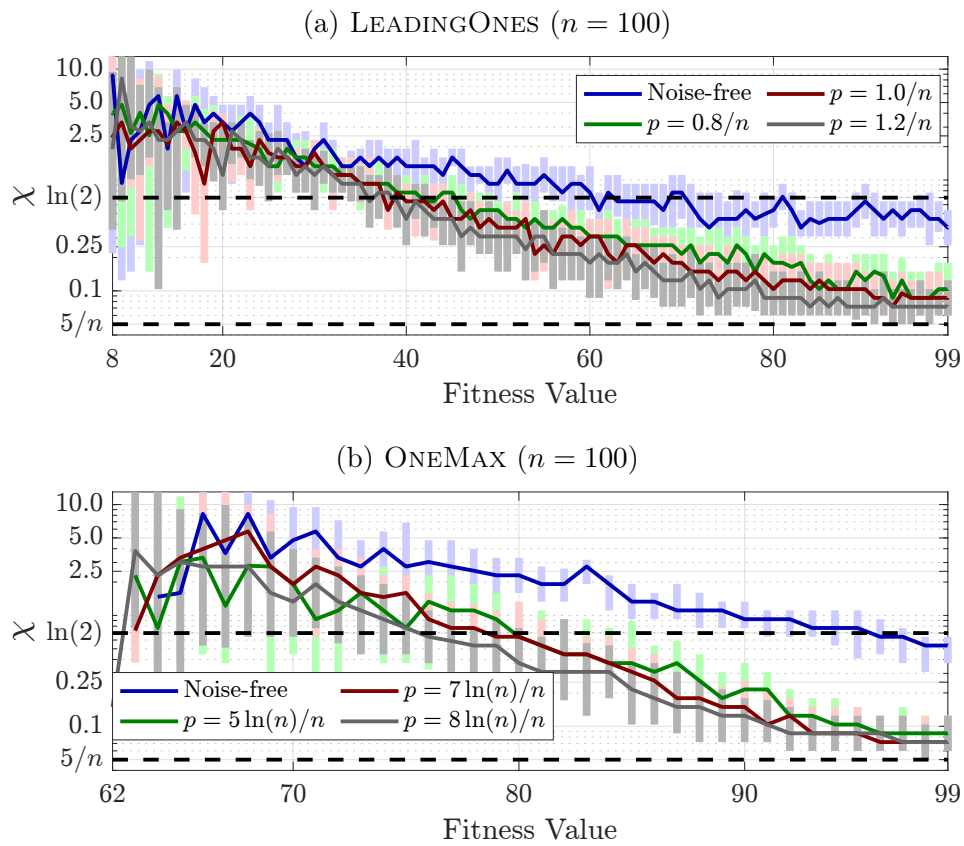 (a) LEADINGONES (n = 100)
10.0
5.0
2.5
χ ln(2)
0.25
0.1
5/n
Noise-free
p = 0.8/n
p = 1.0/n
p = 1.2/n
8 20 40 60 80 99
Fitness Value
(b) ONEMAX (n = 100)
10.0
5.0
2.5
χ ln(2)
0.25
0.1
5/n
Noise-free
p = 5 ln(n)/n
p = 7 ln(n)/n
p = 8 ln(n)/n
62 70 80 90 99
Fitness Value